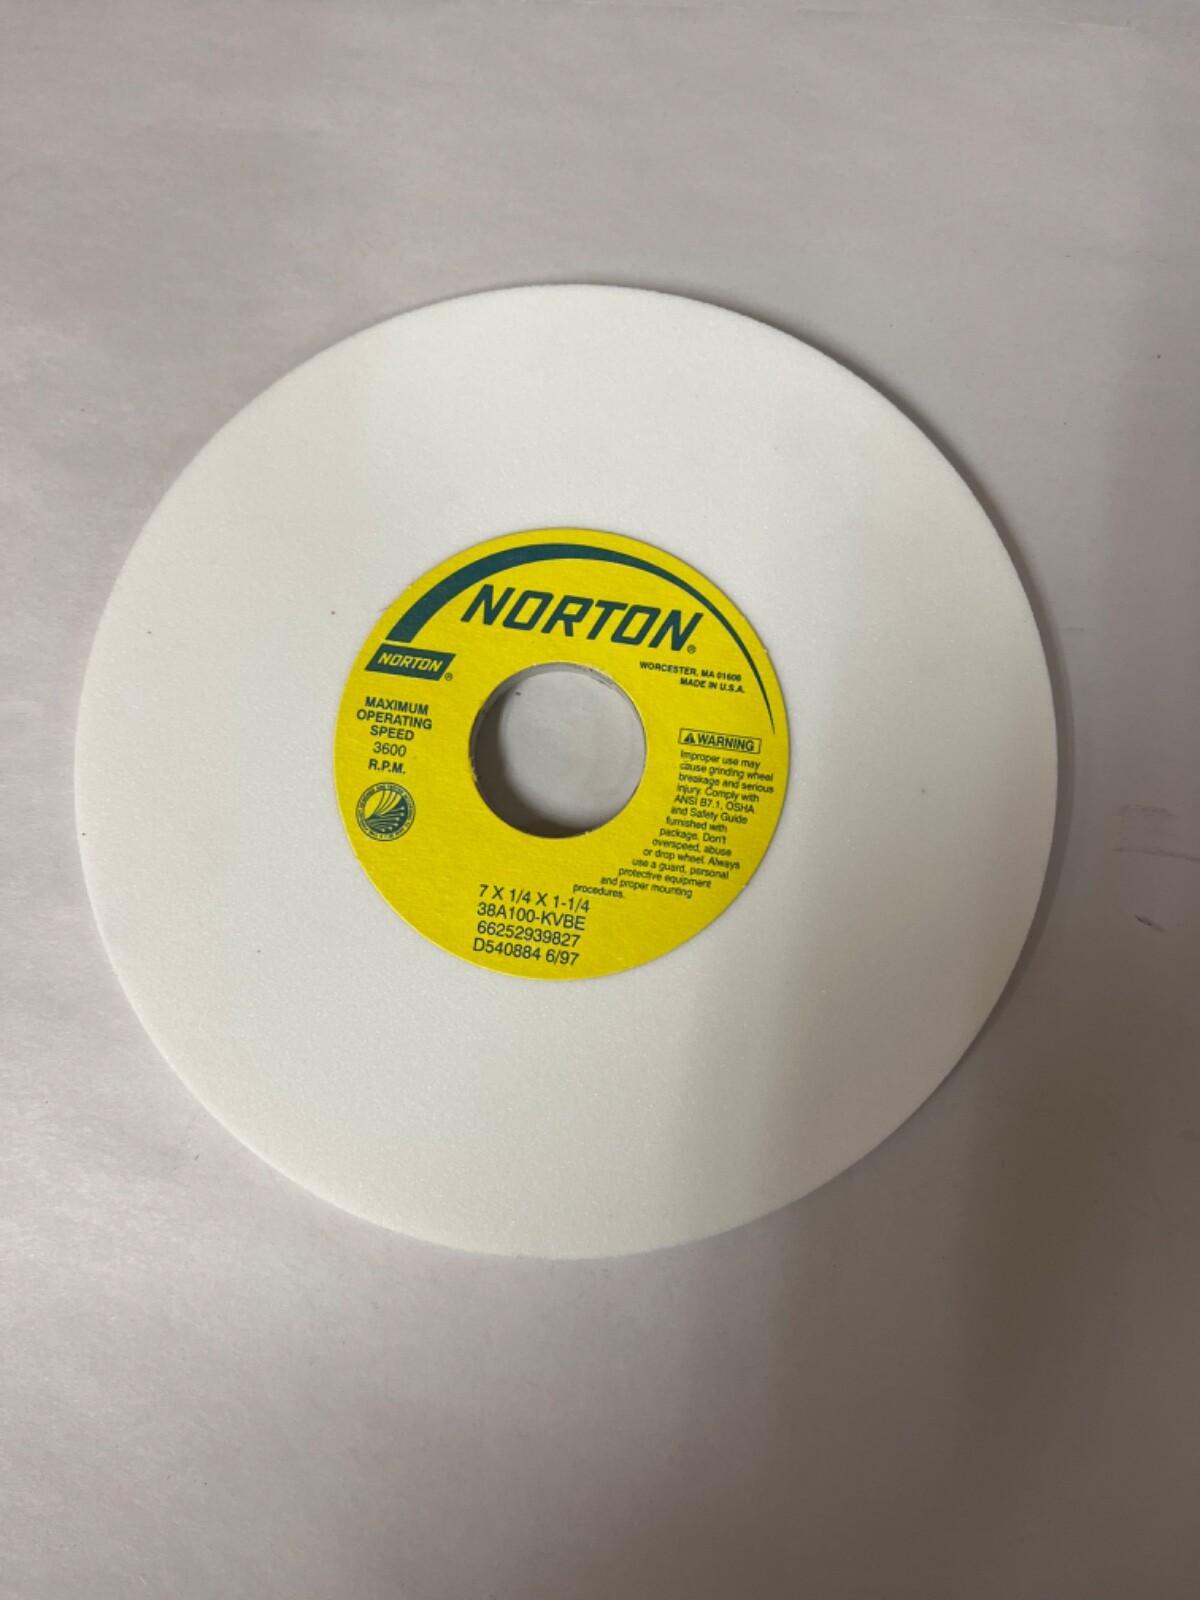 NORTON®
WORCESTER, MA 01606
MADE IN U.S.A.
NORTON®
MAXIMUM
OPERATING
SPEED
3600
R.P.M.
WARNING
Improper use may
cause grinding wheel
breakage and serious
injury. Comply with
ANSI B7.1, OSHA
and Safety Guide
furnished with
package. Don't
overspeed, abuse
or drop wheel. Always
use a guard, personal
protective equipment
and proper mounting
procedures.
7 X 1/4 X 1-1/4
38A100-KVBE
66252939827
D540884 6/97